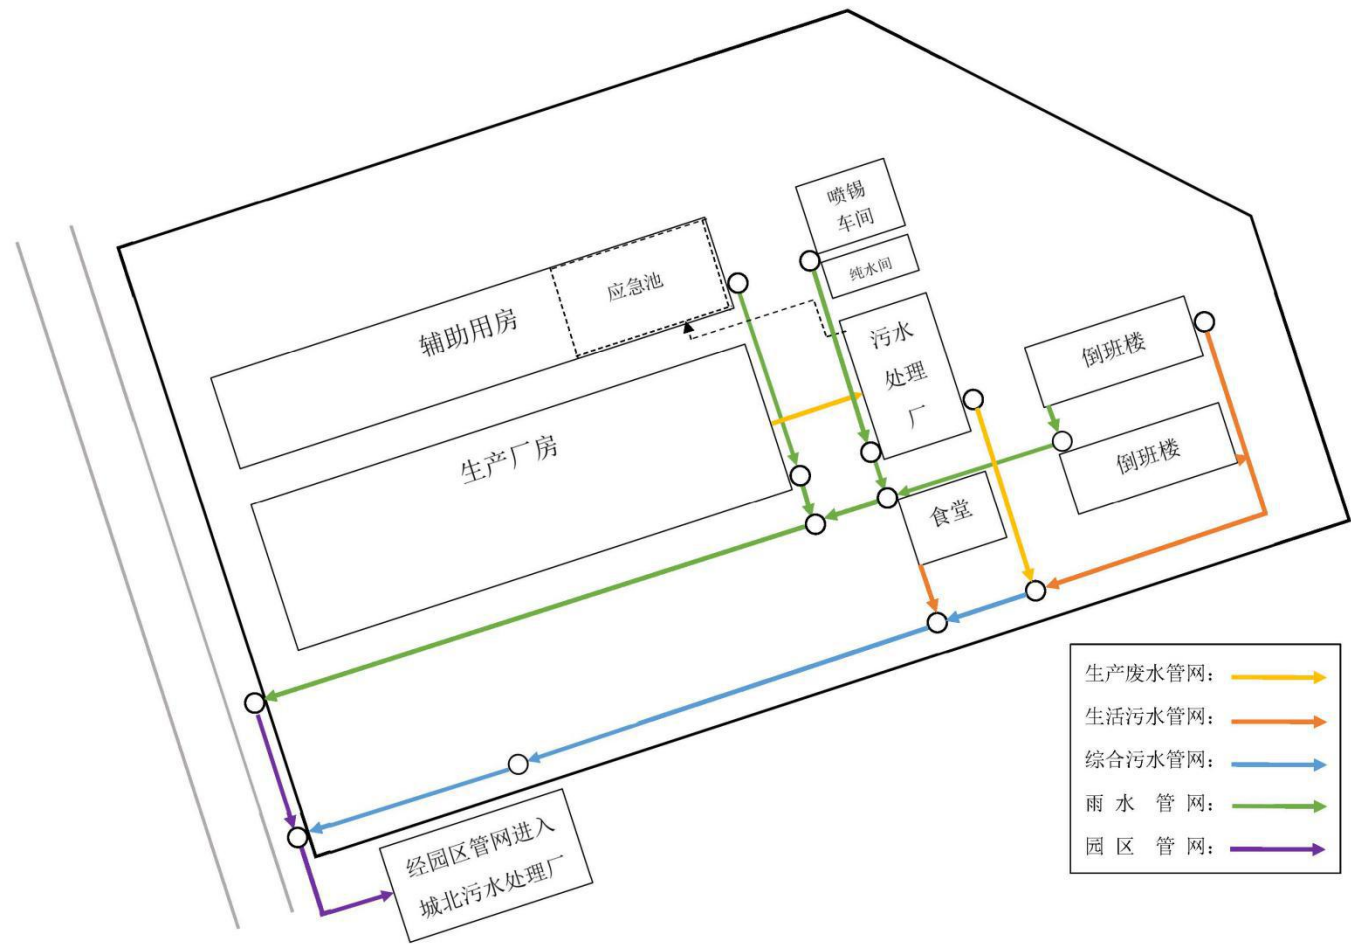 喷锡
车间
纯水间
应急池
辅助用房
污水
处理
厂
倒班楼
倒班楼
生产厂房
食堂
生产废水管网：
生活污水管网：
综合污水管网：
雨 水 管 网：
园 区 管 网：
经园区管网进入
城北污水处理厂